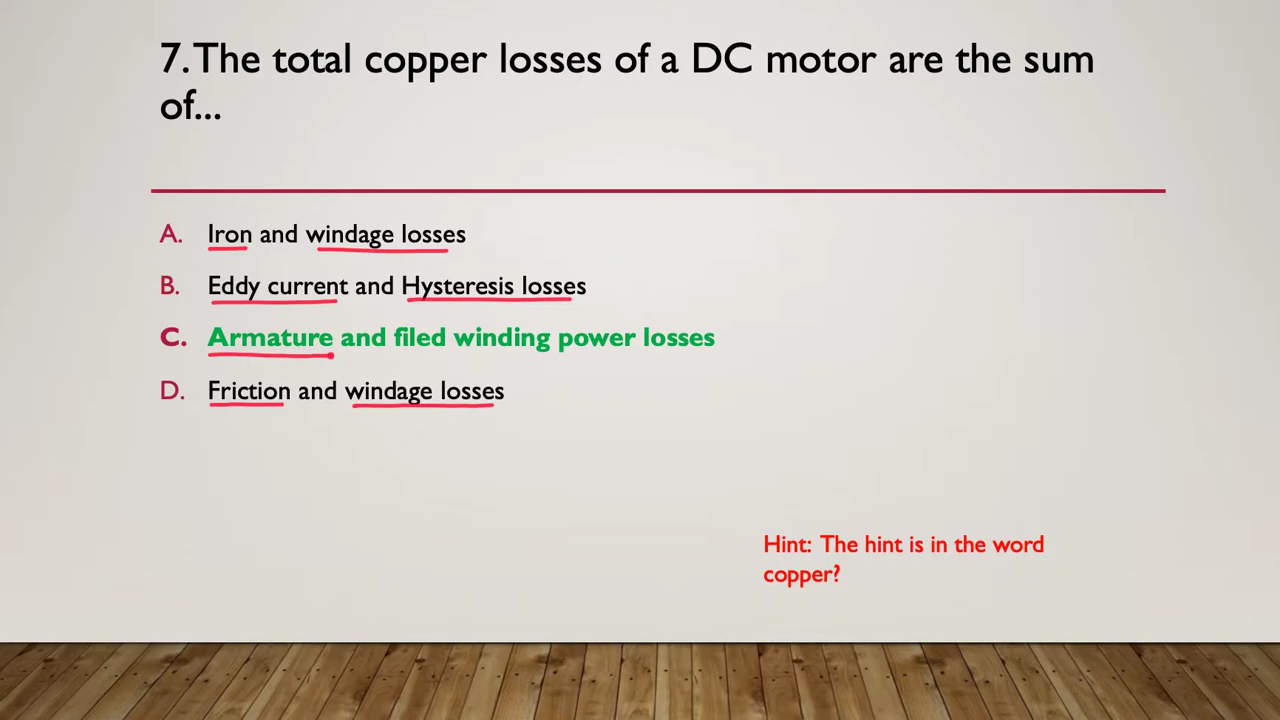 7. The total copper losses of a DC motor are the sum
of...
A. Iron and windage losses
B. Eddy current and Hysteresis losses
C. Armature and filed winding power losses
D. Friction and windage losses
Hint: The hint is in the word
copper?